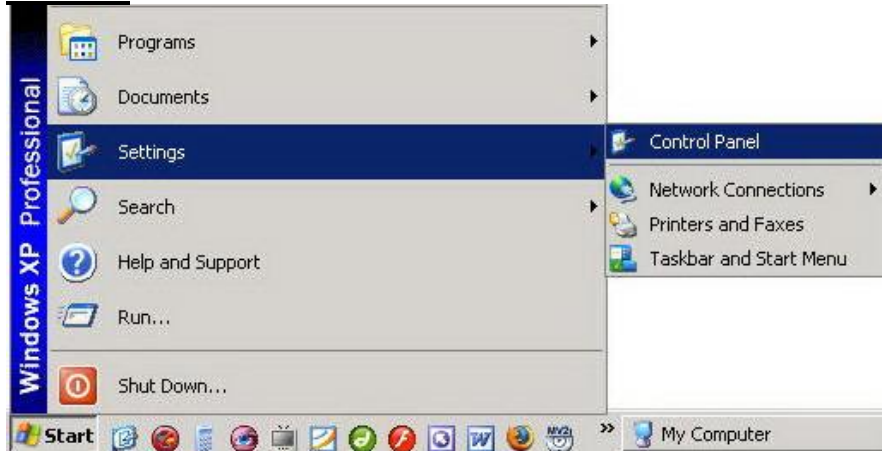 Windows XP Professional
Programs
Documents
Settings
Search
Help and Support
Run...
Shut Down...
Control Panel
Network Connections
Printers and Faxes
Taskbar and Start Menu
Start
»
My Computer